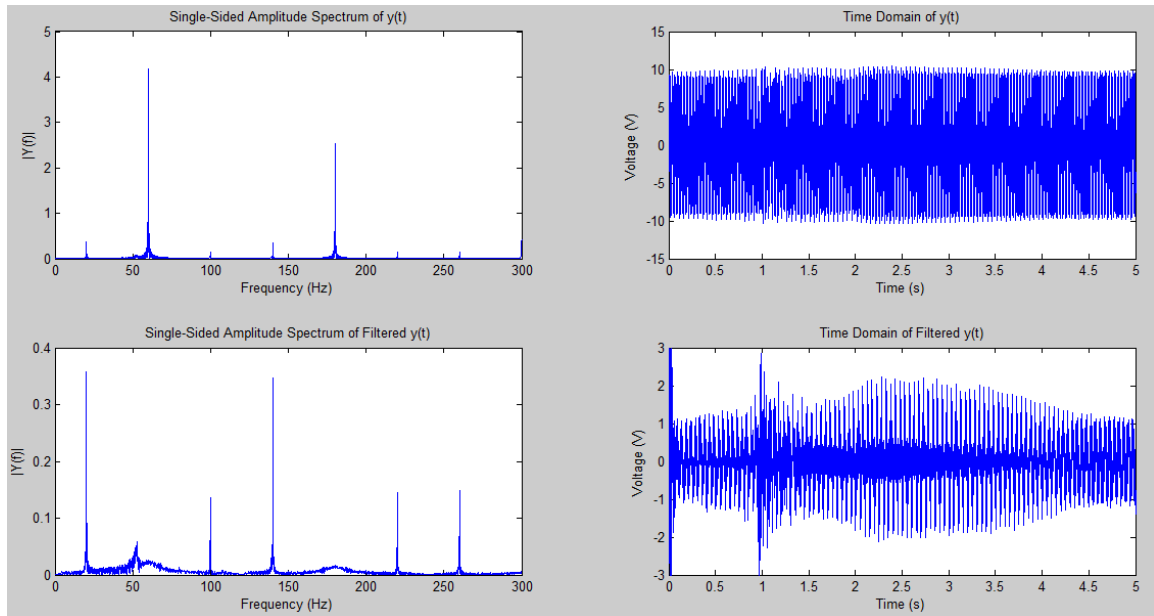 Single-Sided Amplitude Spectrum of y(t)
5
4
3
2
1
0
|Y(f)|
0 50 100 150 200 250 300
Frequency (Hz)
Time Domain of y(t)
15
10
5
0
-5
-10
-15
Voltage (V)
0 0.5 1 1.5 2 2.5 3 3.5 4 4.5 5
Time (s)
Single-Sided Amplitude Spectrum of Filtered y(t)
0.4
0.3
0.2
0.1
0
|Y(f)|
0 50 100 150 200 250 300
Frequency (Hz)
Time Domain of Filtered y(t)
3
2
1
0
-1
-2
-3
Voltage (V)
0 0.5 1 1.5 2 2.5 3 3.5 4 4.5 5
Time (s)